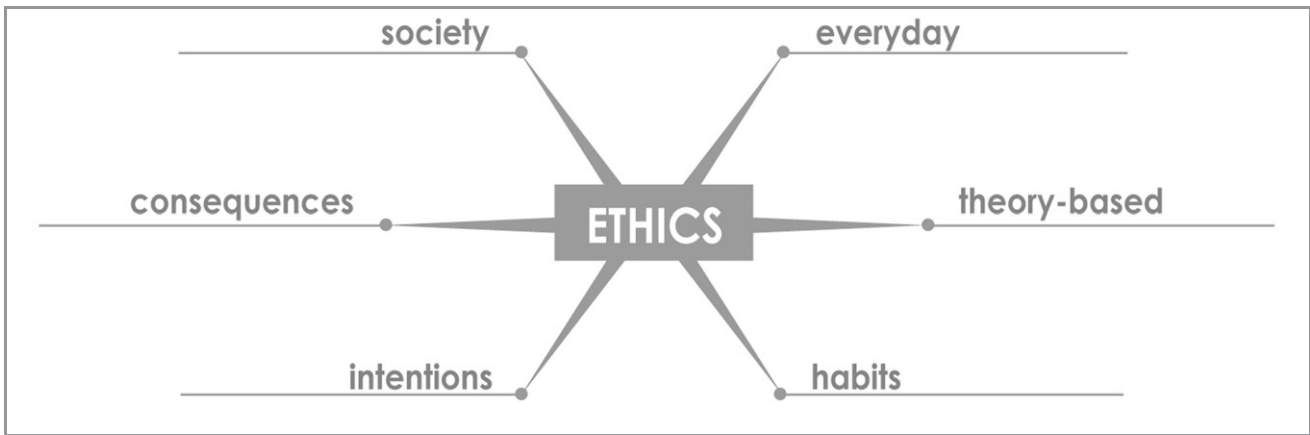 society
everyday
consequences
ETHICS
theory-based
intentions
habits